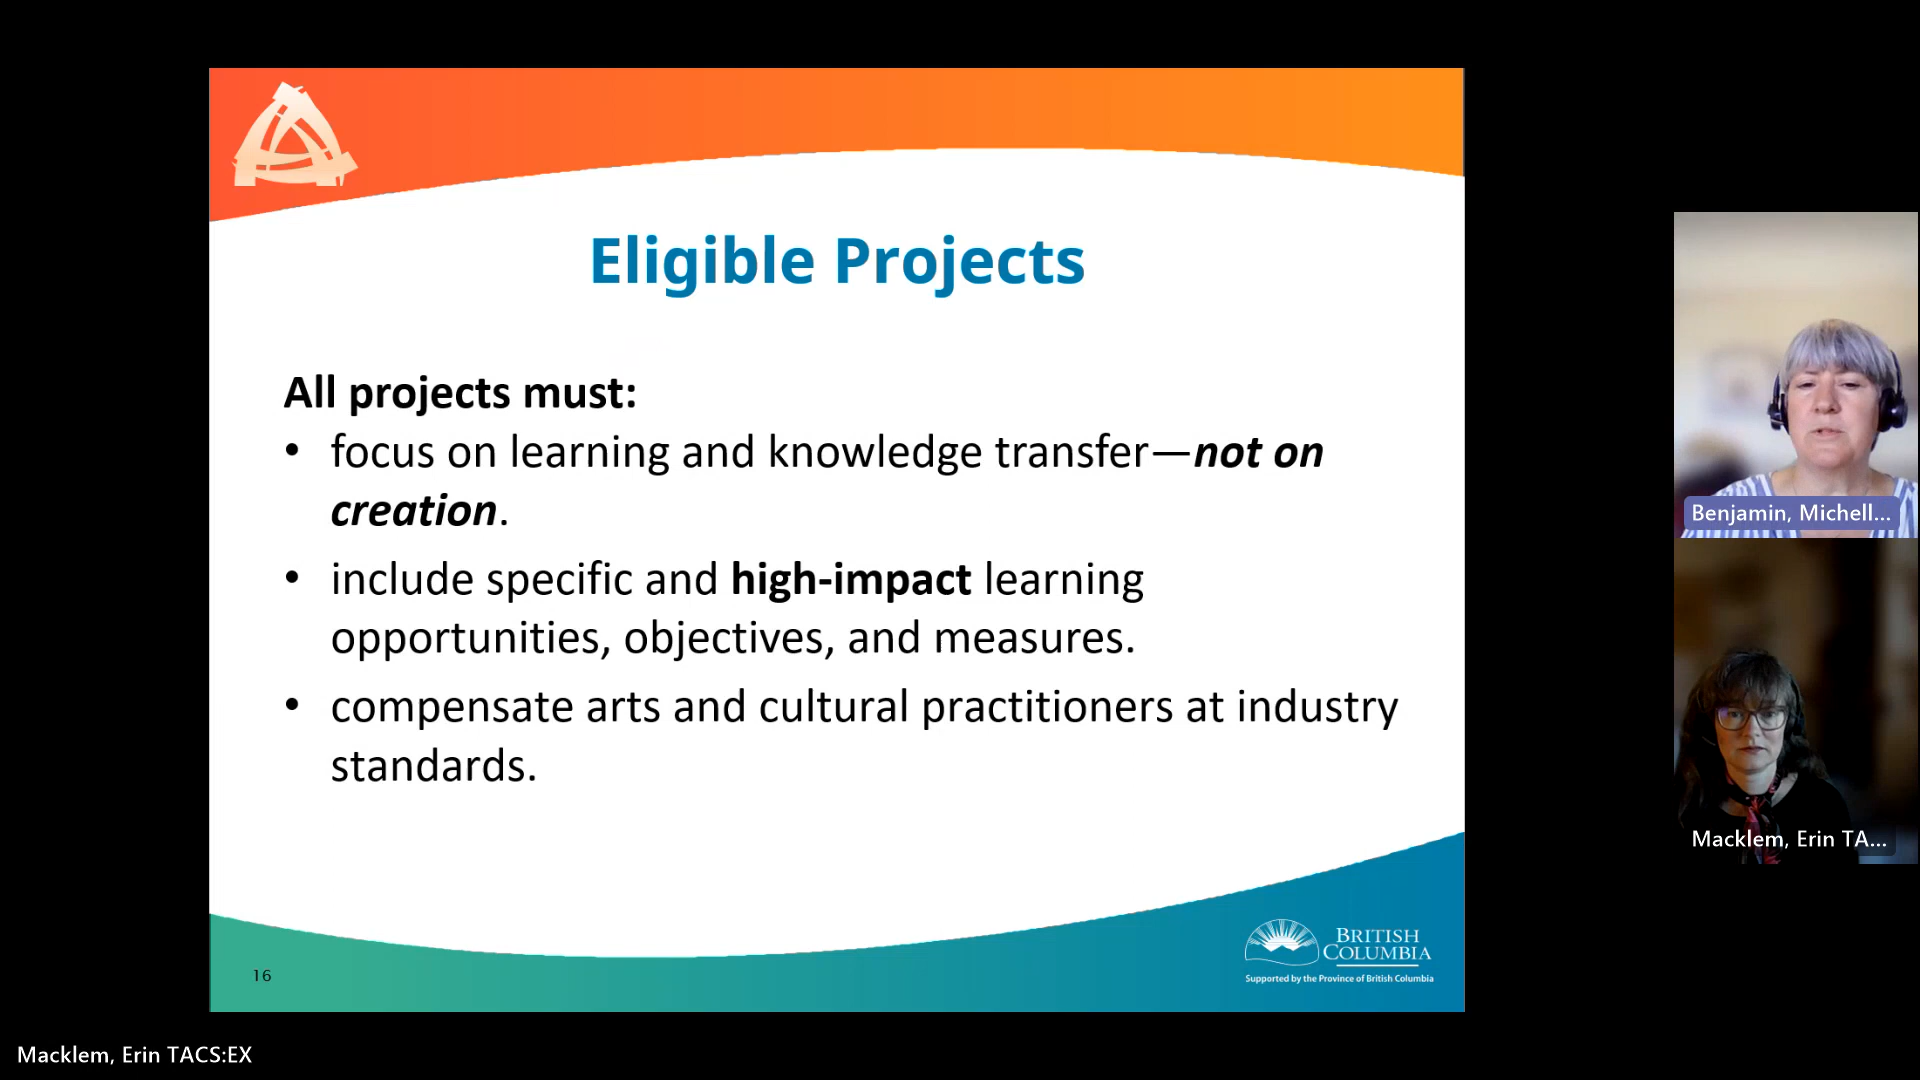 Eligible Projects
All projects must:
• focus on learning and knowledge transfer—not on
creation.
• include specific and high-impact learning
opportunities, objectives, and measures.
• compensate arts and cultural practitioners at industry
standards.
16
BRITISH
COLUMBIA
Supported by the Province of British Columbia
Benjamin, Michell...
Macklem, Erin TA...
Macklem, Erin TACS:EX